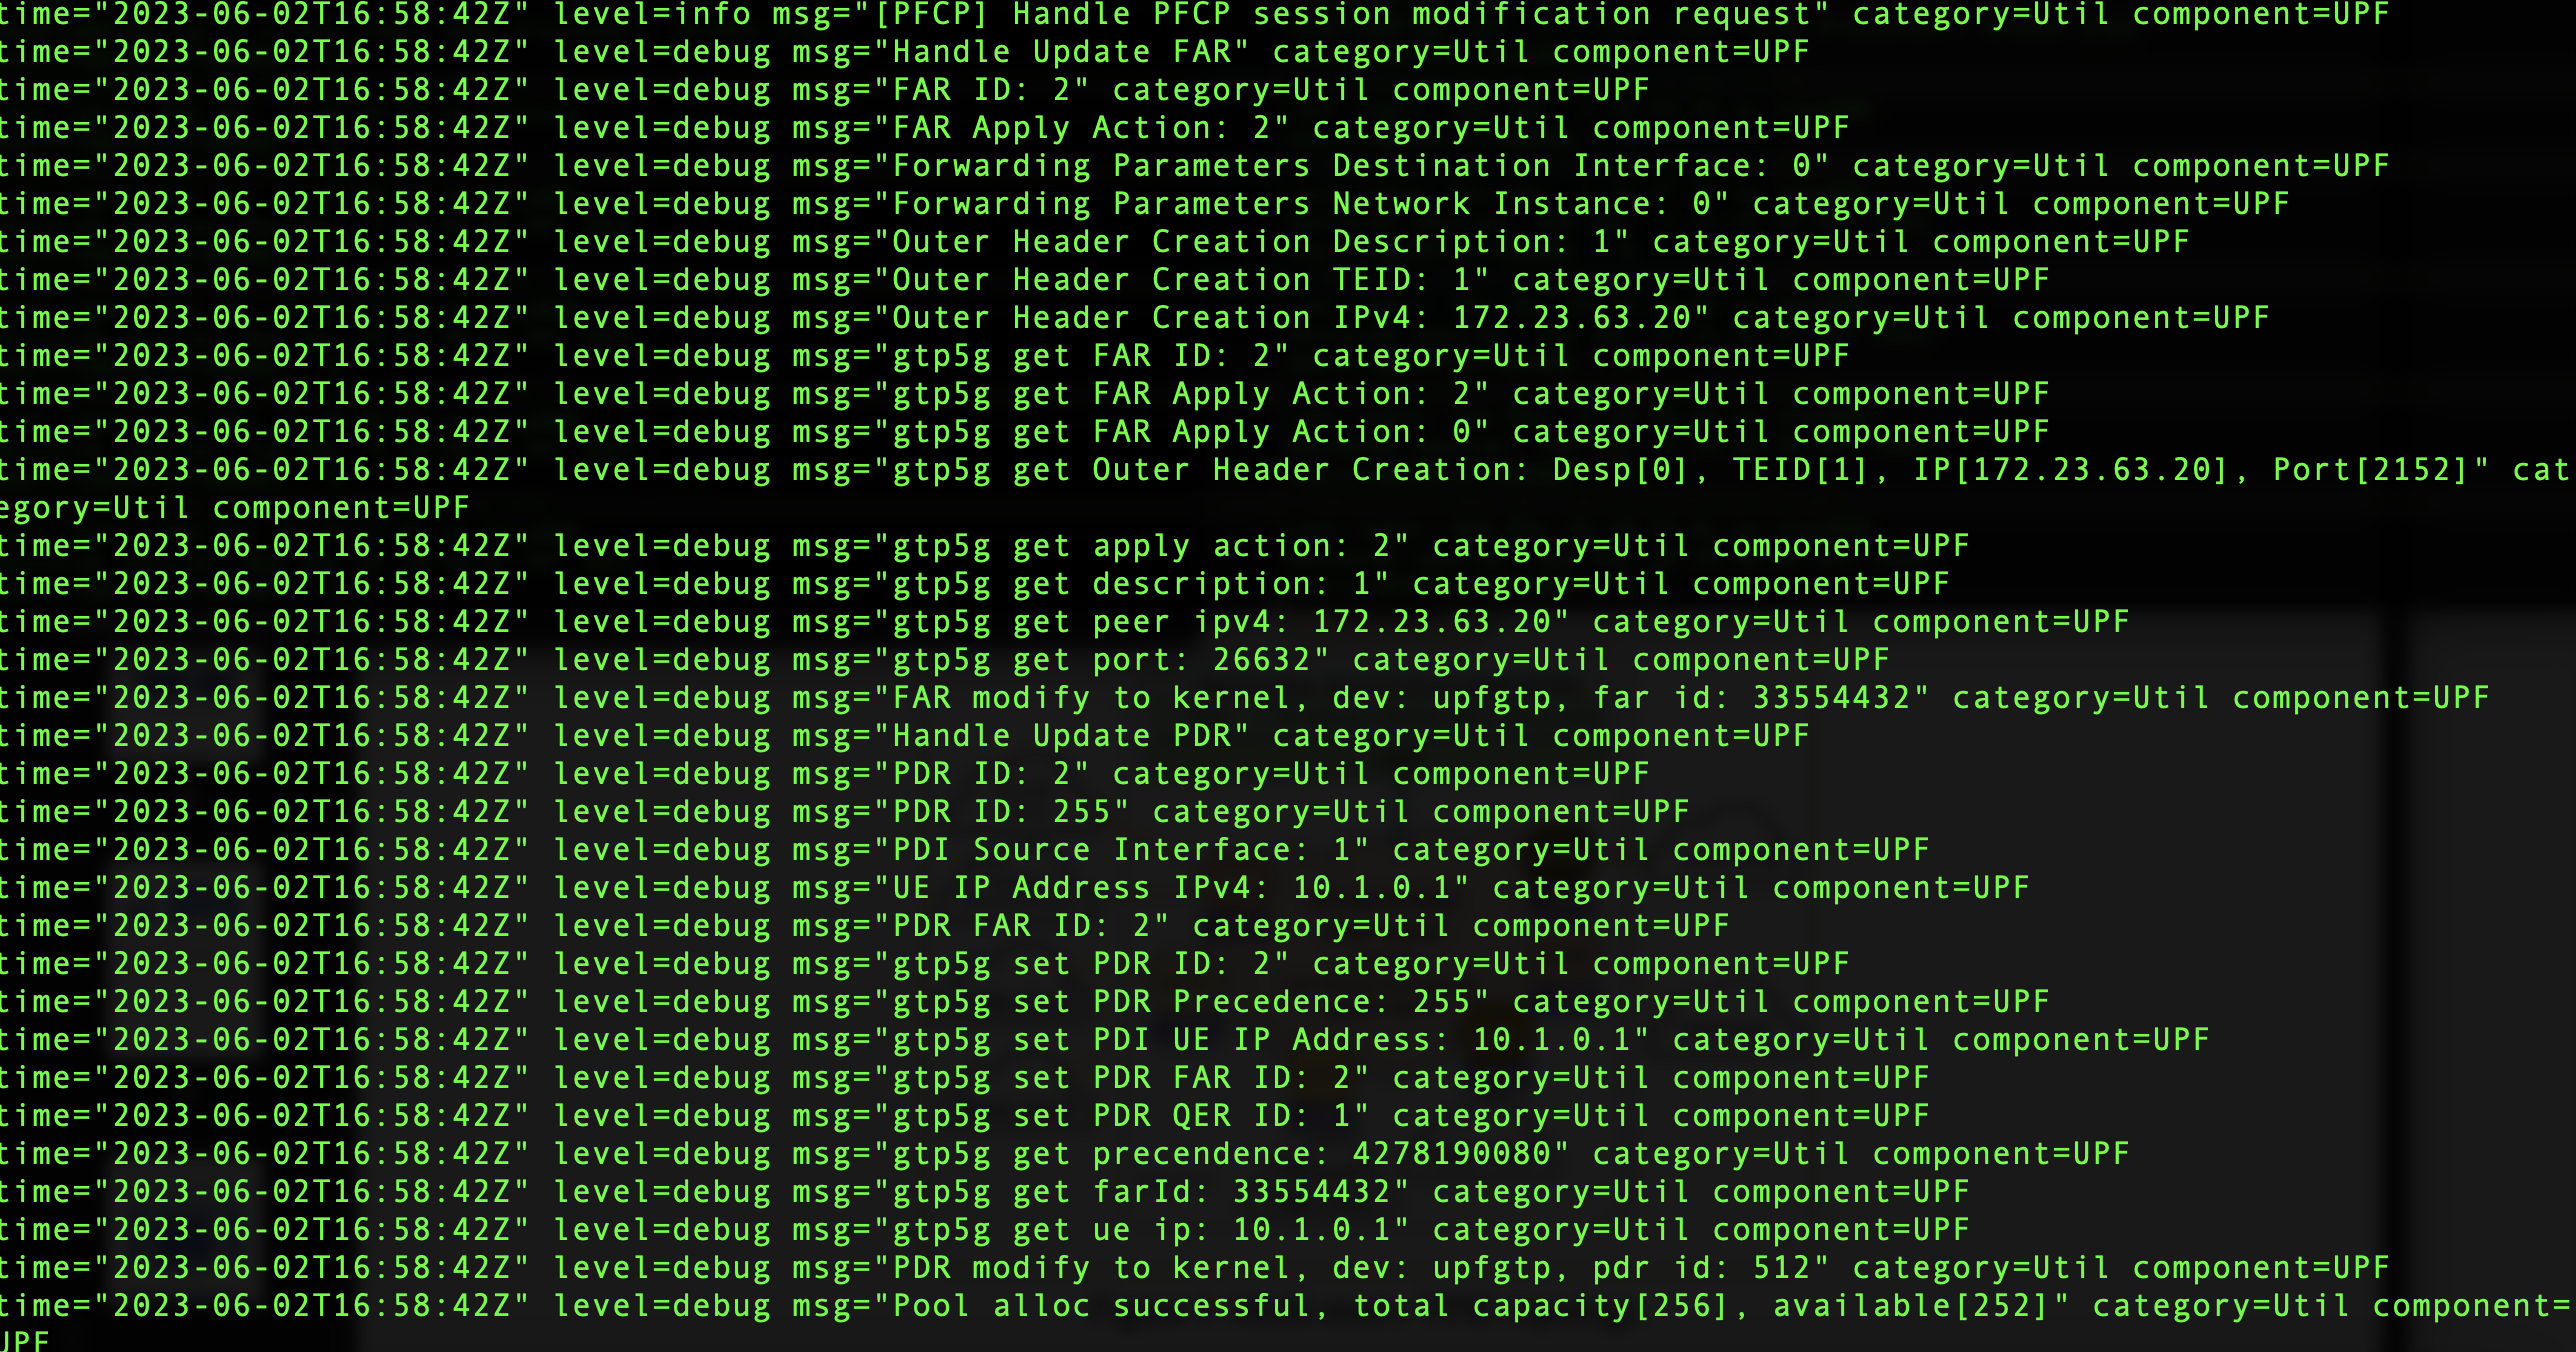 time="2023-06-02T16:58:42Z" level=info msg="[PFCP] Handle PFCP session modification request" category=Util component=UPF
time="2023-06-02T16:58:42Z" level=debug msg="Handle Update FAR" category=Util component=UPF
time="2023-06-02T16:58:42Z" level=debug msg="FAR ID: 2" category=Util component=UPF
time="2023-06-02T16:58:42Z" level=debug msg="FAR Apply Action: 2" category=Util component=UPF
time="2023-06-02T16:58:42Z" level=debug msg="Forwarding Parameters Destination Interface: 0" category=Util component=UPF
time="2023-06-02T16:58:42Z" level=debug msg="Forwarding Parameters Network Instance: 0" category=Util component=UPF
time="2023-06-02T16:58:42Z" level=debug msg="Outer Header Creation Description: 1" category=Util component=UPF
time="2023-06-02T16:58:42Z" level=debug msg="Outer Header Creation TEID: 1" category=Util component=UPF
time="2023-06-02T16:58:42Z" level=debug msg="Outer Header Creation IPv4: 172.23.63.20" category=Util component=UPF
time="2023-06-02T16:58:42Z" level=debug msg="gtp5g get FAR ID: 2" category=Util component=UPF
time="2023-06-02T16:58:42Z" level=debug msg="gtp5g get FAR Apply Action: 2" category=Util component=UPF
time="2023-06-02T16:58:42Z" level=debug msg="gtp5g get FAR Apply Action: 0" category=Util component=UPF
time="2023-06-02T16:58:42Z" level=debug msg="gtp5g get Outer Header Creation: Desp[0], TEID[1], IP[172.23.63.20], Port[2152]" cat
egory=Util component=UPF
time="2023-06-02T16:58:42Z" level=debug msg="gtp5g get apply action: 2" category=Util component=UPF
time="2023-06-02T16:58:42Z" level=debug msg="gtp5g get description: 1" category=Util component=UPF
time="2023-06-02T16:58:42Z" level=debug msg="gtp5g get peer ipv4: 172.23.63.20" category=Util component=UPF
time="2023-06-02T16:58:42Z" level=debug msg="gtp5g get port: 26632" category=Util component=UPF
time="2023-06-02T16:58:42Z" level=debug msg="FAR modify to kernel, dev: upfgtp, far id: 33554432" category=Util component=UPF
time="2023-06-02T16:58:42Z" level=debug msg="Handle Update PDR" category=Util component=UPF
time="2023-06-02T16:58:42Z" level=debug msg="PDR ID: 2" category=Util component=UPF
time="2023-06-02T16:58:42Z" level=debug msg="PDR ID: 255" category=Util component=UPF
time="2023-06-02T16:58:42Z" level=debug msg="PDI Source Interface: 1" category=Util component=UPF
time="2023-06-02T16:58:42Z" level=debug msg="UE IP Address IPv4: 10.1.0.1" category=Util component=UPF
time="2023-06-02T16:58:42Z" level=debug msg="PDR FAR ID: 2" category=Util component=UPF
time="2023-06-02T16:58:42Z" level=debug msg="gtp5g set PDR ID: 2" category=Util component=UPF
time="2023-06-02T16:58:42Z" level=debug msg="gtp5g set PDR Precedence: 255" category=Util component=UPF
time="2023-06-02T16:58:42Z" level=debug msg="gtp5g set PDI UE IP Address: 10.1.0.1" category=Util component=UPF
time="2023-06-02T16:58:42Z" level=debug msg="gtp5g set PDR FAR ID: 2" category=Util component=UPF
time="2023-06-02T16:58:42Z" level=debug msg="gtp5g set PDR QER ID: 1" category=Util component=UPF
time="2023-06-02T16:58:42Z" level=debug msg="gtp5g get precendence: 4278190080" category=Util component=UPF
time="2023-06-02T16:58:42Z" level=debug msg="gtp5g get farId: 33554432" category=Util component=UPF
time="2023-06-02T16:58:42Z" level=debug msg="gtp5g get ue ip: 10.1.0.1" category=Util component=UPF
time="2023-06-02T16:58:42Z" level=debug msg="PDR modify to kernel, dev: upfgtp, pdr id: 512" category=Util component=UPF
time="2023-06-02T16:58:42Z" level=debug msg="Pool alloc successful, total capacity[256], available[252]" category=Util component=
UPF